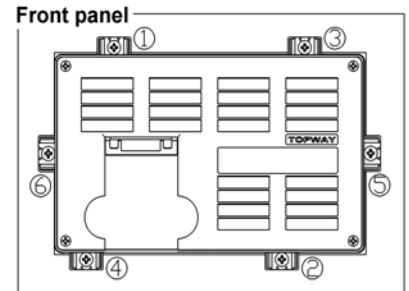 Front panel
① ③
TOPWAY
⑥ ⑤
④ ②